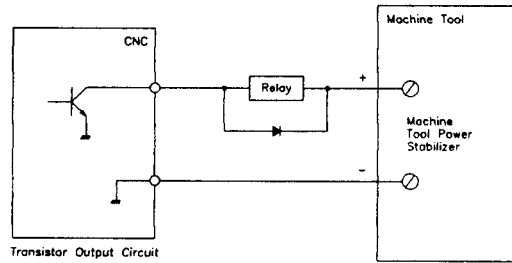 CNC
Machine Tool
Relay
+
Machine
Tool Power
Stabilizer
-
Transistor Output Circuit